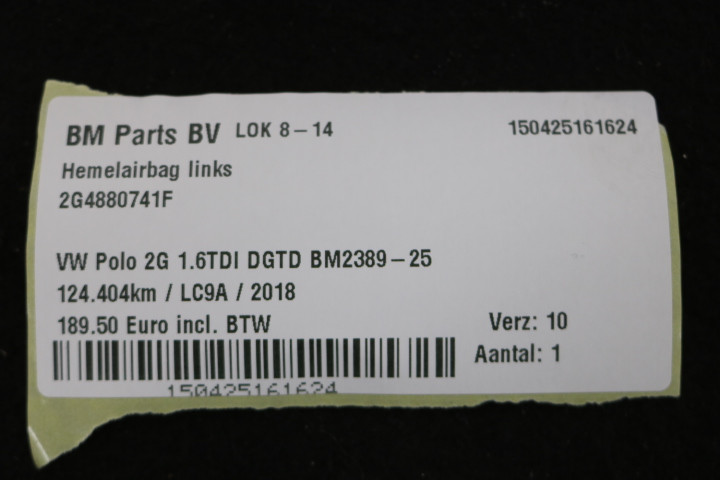 BM Parts BV LOK 8-14 150425161624
Hemelairbag links
2G4880741F
VW Polo 2G 1.6TDI DGTD BM2389-25
124.404km / LC9A / 2018
189.50 Euro incl. BTW Verz: 10
Aantal: 1
150425161624